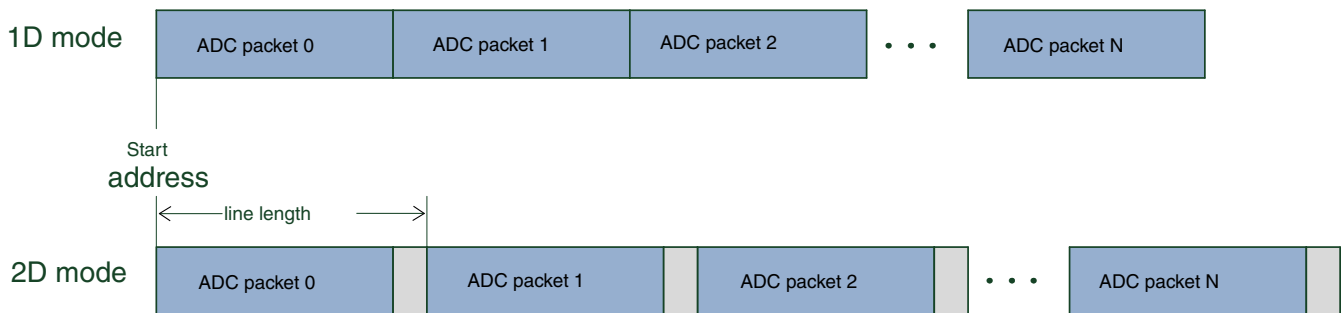 1D mode
ADC packet 0
ADC packet 1
ADC packet 2
• • •
ADC packet N
Start
address
line length
2D mode
ADC packet 0
ADC packet 1
ADC packet 2
• • •
ADC packet N